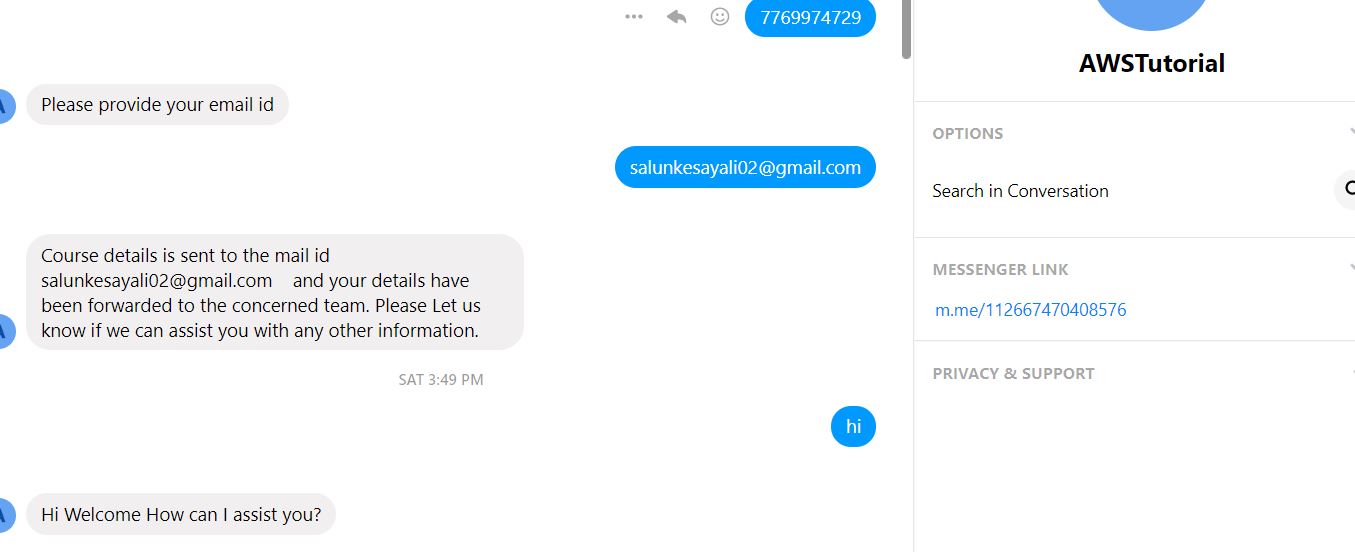 7769974729
Please provide your email id
salunkesayali02@gmail.com
Course details is sent to the mail id
salunkesayali02@gmail.com and your details have
been forwarded to the concerned team. Please Let us
know if we can assist you with any other information.
SAT 3:49 PM
hi
Hi Welcome How can I assist you?
AWSTutorial
OPTIONS
Search in Conversation
MESSENGER LINK
m.me/112667470408576
PRIVACY & SUPPORT